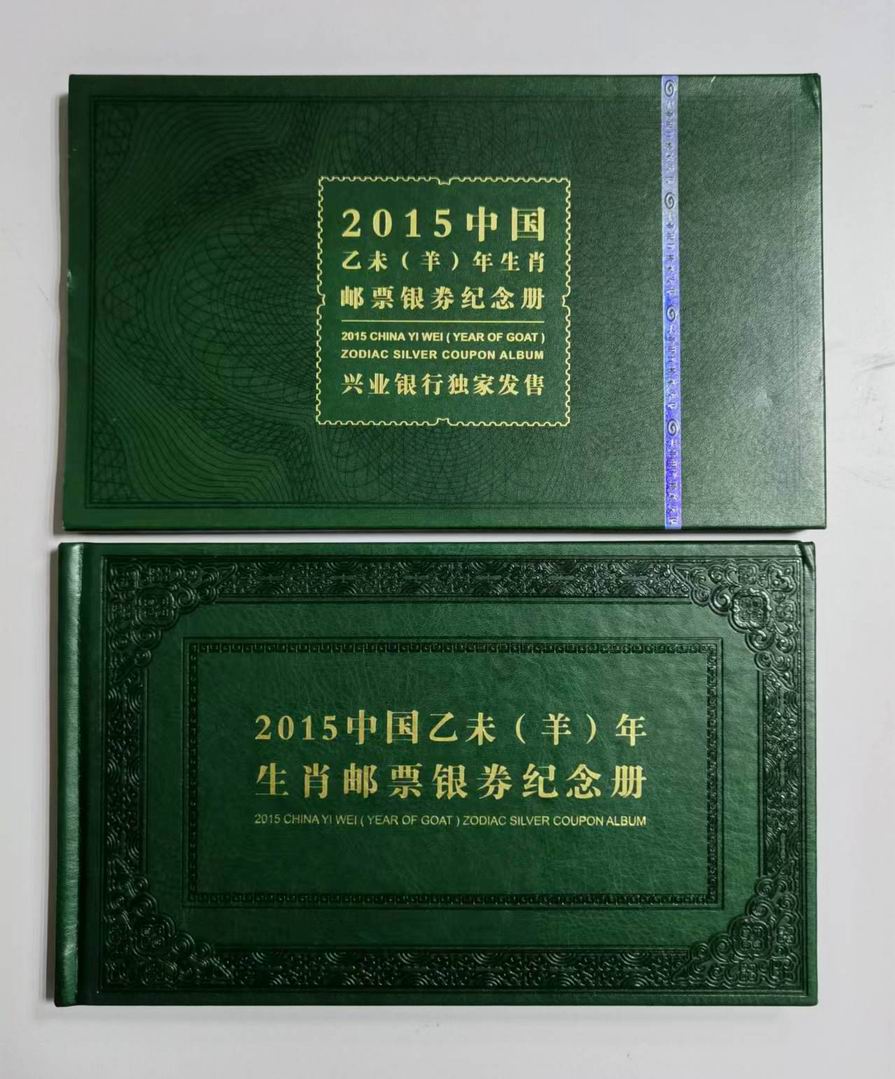 2015中国
乙未（羊）年生肖
邮票银券纪念册
2015 CHINA YI WEI ( YEAR OF GOAT )
ZODIAC SILVER COUPON ALBUM
兴业银行独家发售
2015中国乙未（羊）年
生肖邮票银券纪念册
2015 CHINA YI WEI ( YEAR OF GOAT ) ZODIAC SILVER COUPON ALBUM